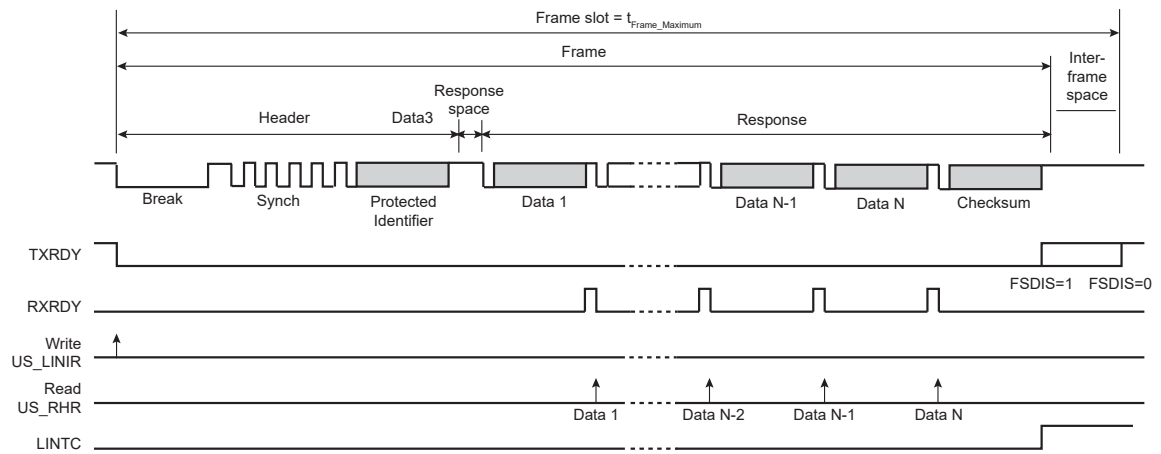 Frame slot = tFrame_Maximum
Frame
Inter-
frame
space
Response
space
Header
Data3
Response
Break
Synch
Protected
Identifier
Data 1
Data N-1
Data N
Checksum
TXRDY
FSDIS=1
FSDIS=0
RXRDY
Write
US_LINIR
Read
US_RHR
Data 1
Data N-2
Data N-1
Data N
LINTC